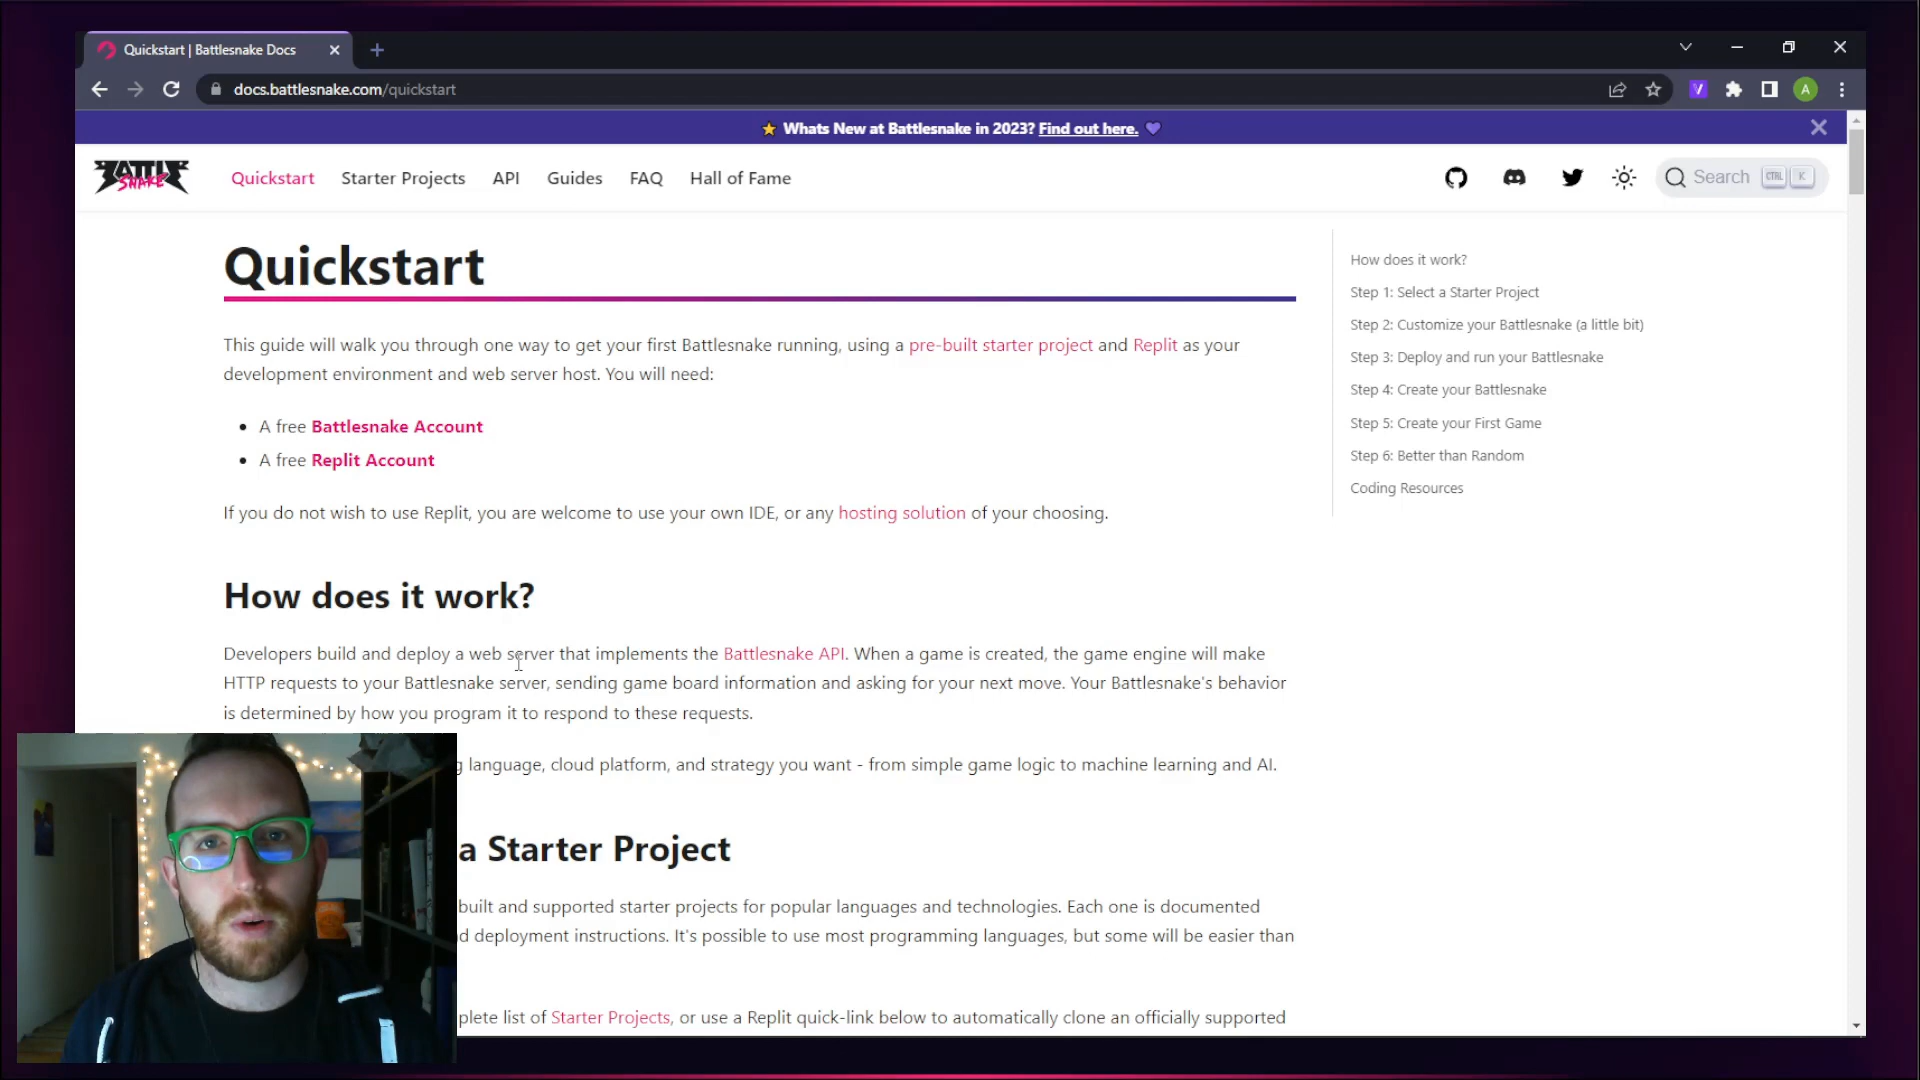 Quickstart | Battlesnake Docs
docs.battlesnake.com/quickstart
V
A
⭐ Whats New at Battlesnake in 2023? Find out here. 💜
BATTLE
SNAKE
Quickstart
Starter Projects
API
Guides
FAQ
Hall of Fame
Search
CTRL
K
Quickstart
This guide will walk you through one way to get your first Battlesnake running, using a pre-built starter project and Replit as your
development environment and web server host. You will need:
• A free Battlesnake Account
• A free Replit Account
If you do not wish to use Replit, you are welcome to use your own IDE, or any hosting solution of your choosing.
How does it work?
Developers build and deploy a web server that implements the Battlesnake API. When a game is created, the game engine will make
HTTP requests to your Battlesnake server, sending game board information and asking for your next move. Your Battlesnake's behavior
is determined by how you program it to respond to these requests.
language, cloud platform, and strategy you want - from simple game logic to machine learning and AI.
a Starter Project
built and supported starter projects for popular languages and technologies. Each one is documented
deployment instructions. It's possible to use most programming languages, but some will be easier than
plete list of Starter Projects, or use a Replit quick-link below to automatically clone an officially supported
How does it work?
Step 1: Select a Starter Project
Step 2: Customize your Battlesnake (a little bit)
Step 3: Deploy and run your Battlesnake
Step 4: Create your Battlesnake
Step 5: Create your First Game
Step 6: Better than Random
Coding Resources